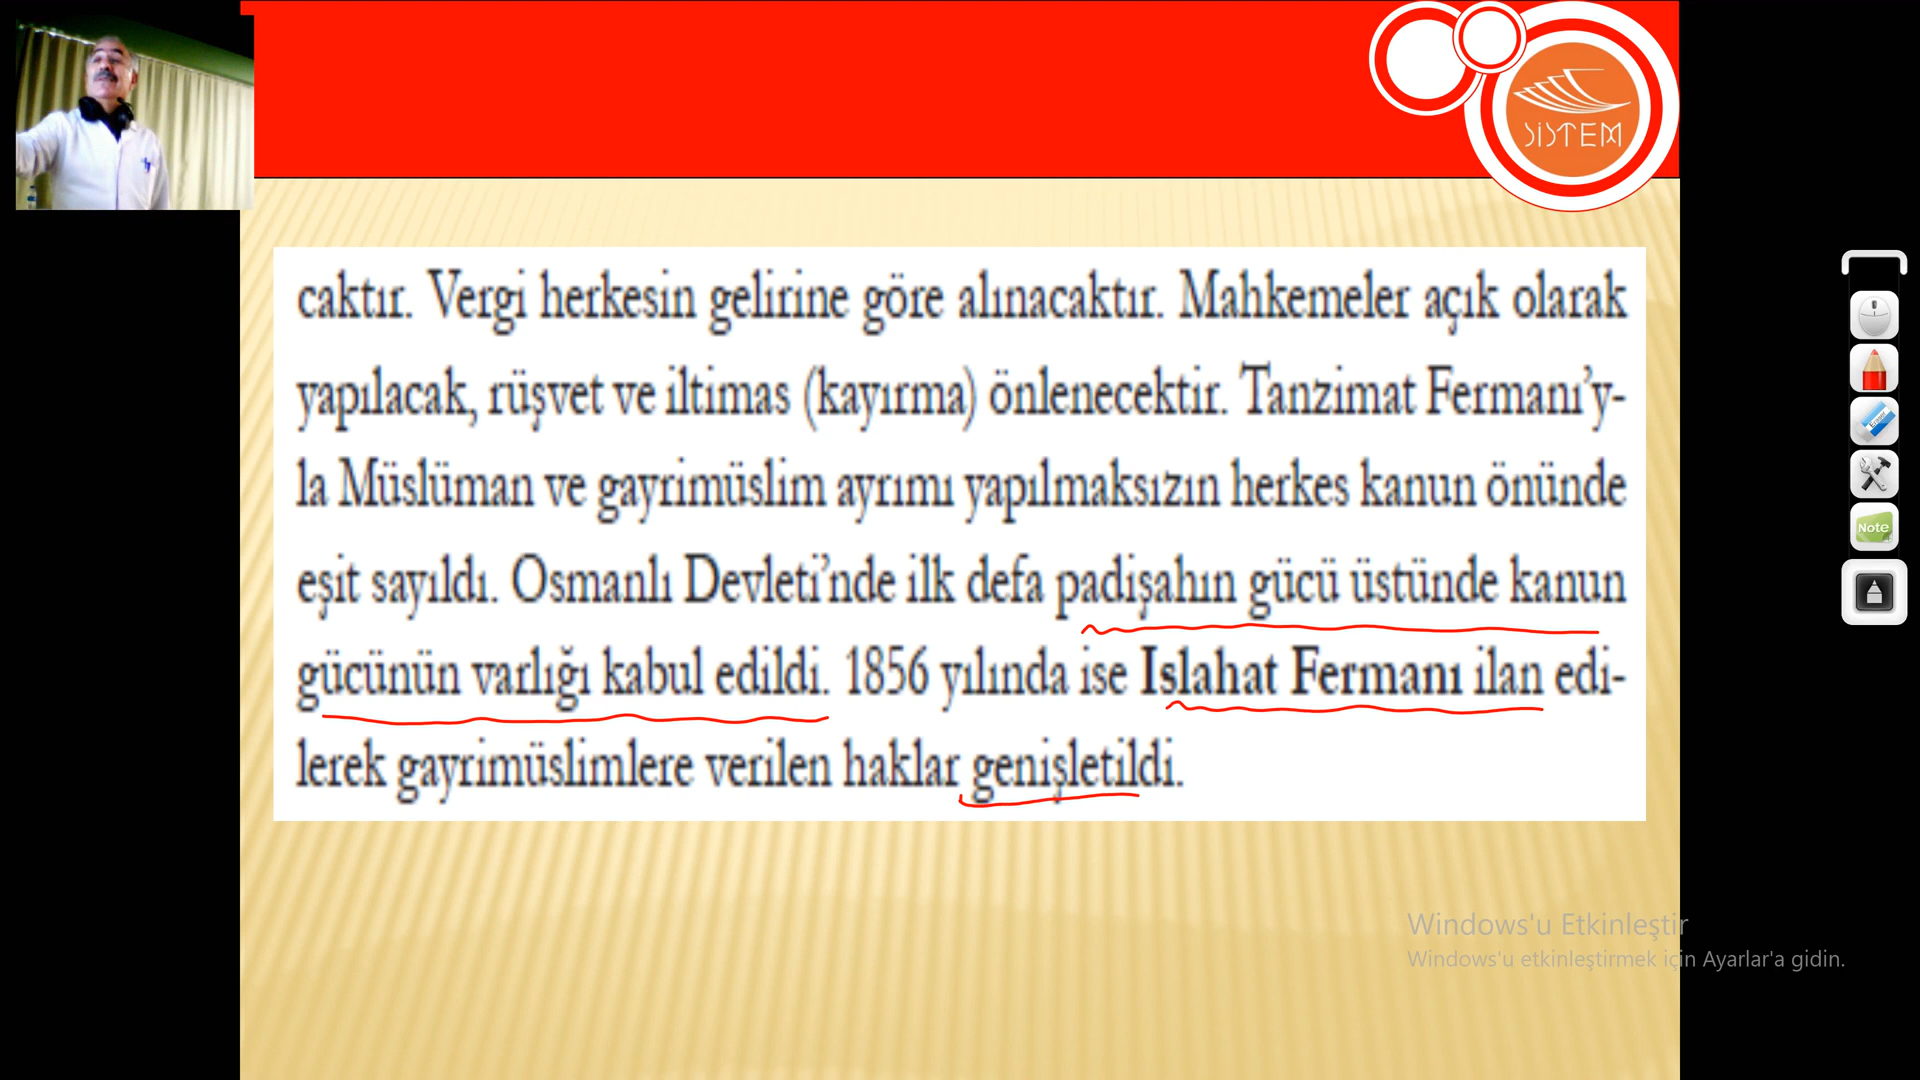 SİSTEM
caktır. Vergi herkesin gelirine göre alınacaktır. Mahkemeler açık olarak
yapılacak, rüşvet ve iltimas (kayırma) önlenecektir. Tanzimat Fermanı’y-
la Müslüman ve gayrimüslim ayrımı yapılmaksızın herkes kanun önünde
eşit sayıldı. Osmanlı Devleti’nde ilk defa padişahın gücü üstünde kanun
gücünün varlığı kabul edildi. 1856 yılında ise Islahat Fermanı ilan edi-
lerek gayrimüslimlere verilen haklar genişletildi.
Note
Windows'u Etkinleştir
Windows'u etkinleştirmek için Ayarlar'a gidin.